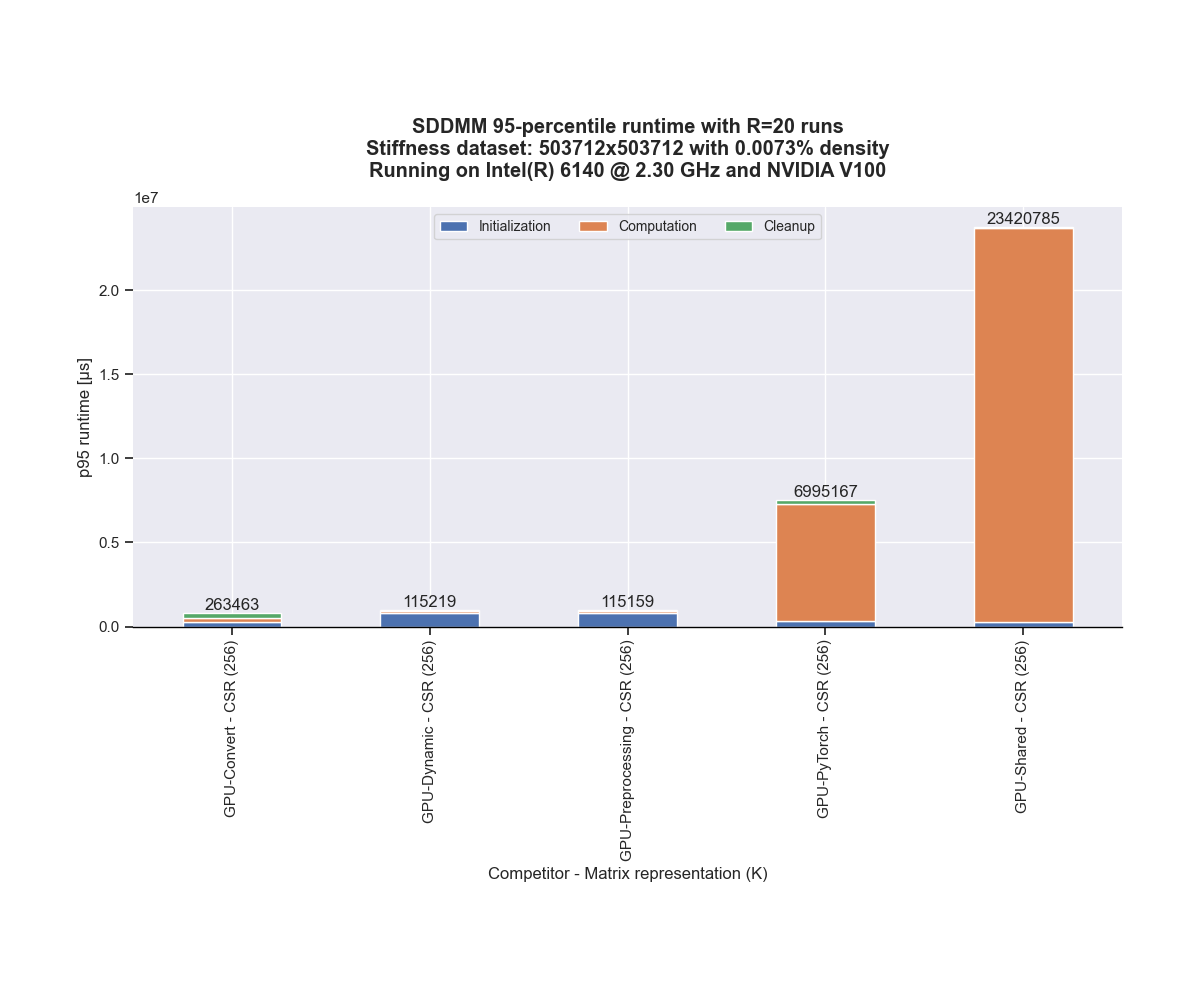 SDDMM 95-percentile runtime with R=20 runs
Stiffness dataset: 503712x503712 with 0.0073% density
Running on Intel(R) 6140 @ 2.30 GHz and NVIDIA V100
1e7
Initialization Computation Cleanup
23420785
2.0
1.5
p95 runtime [µs]
1.0
6995167
0.5
263463 115219 115159
0.0
GPU-Convert - CSR (256)
GPU-Dynamic - CSR (256)
GPU-Preprocessing - CSR (256)
GPU-PyTorch - CSR (256)
GPU-Shared - CSR (256)
Competitor - Matrix representation (K)